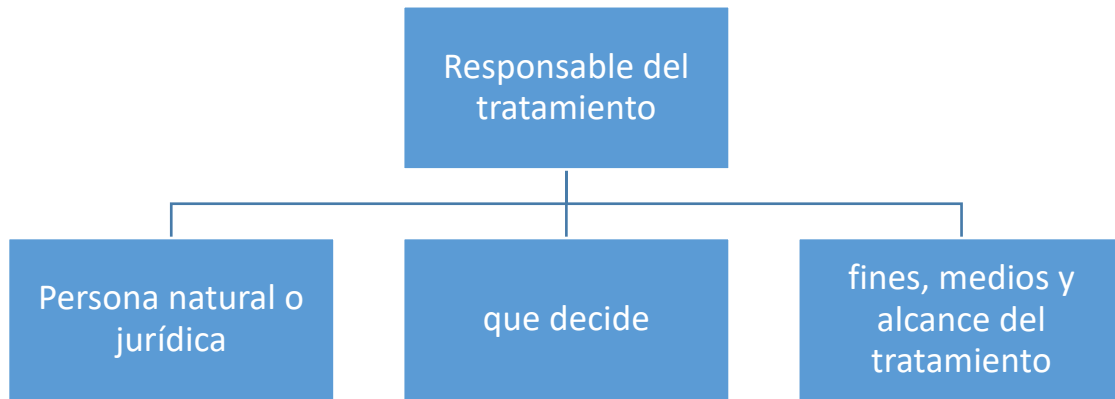 Responsable del
tratamiento
Persona natural o
jurídica
que decide
fines, medios y
alcance del
tratamiento